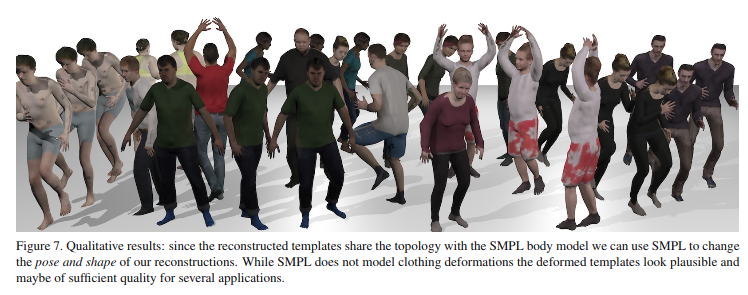 Figure 7. Qualitative results: since the reconstructed templates share the topology with the SMPL body model we can use SMPL to change
the pose and shape of our reconstructions. While SMPL does not model clothing deformations the deformed templates look plausible and
maybe of sufficient quality for several applications.